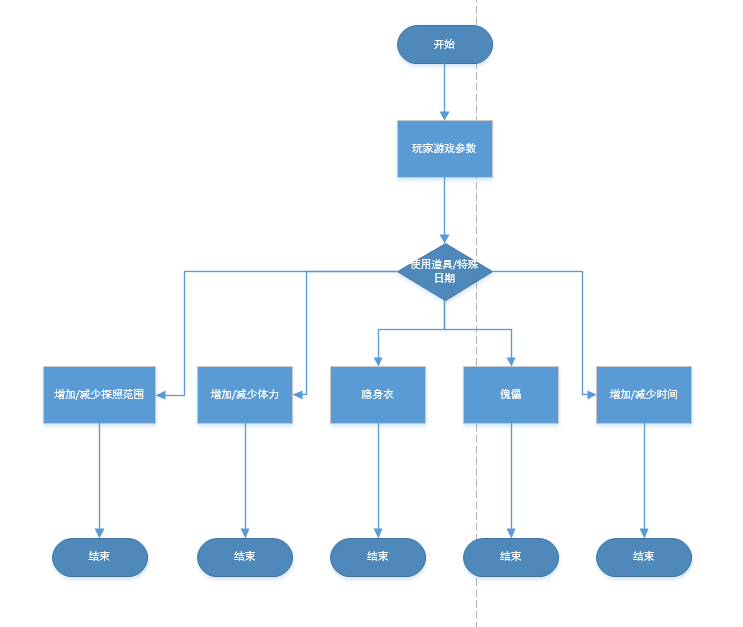 开始
玩家游戏参数
使用道具/特殊
日期
增加/减少探照范围
增加/减少体力
隐身衣
傀儡
增加/减少时间
结束
结束
结束
结束
结束